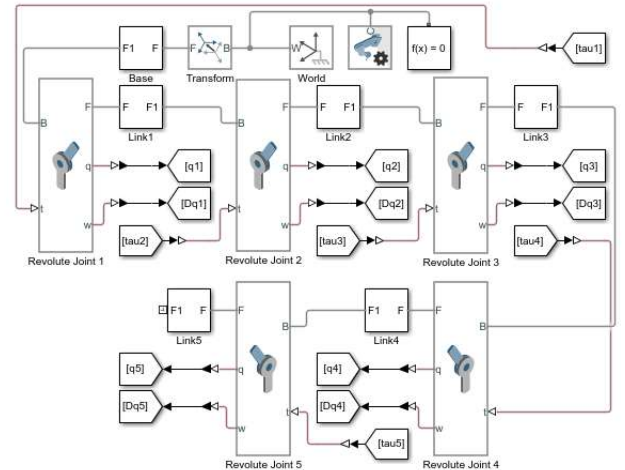 [tau1]
F1 F
F B
W
f(x) = 0
Base
Transform
World
B F
F F1
B F
F F1
B F
F F1
Link1
Link2
Link3
q
[q1]
q
[q2]
q
[q3]
t
w
[Dq1]
t
w
[Dq2]
t
w
[Dq3]
[tau2]
[tau3]
[tau4]
Revolute Joint 1
Revolute Joint 2
Revolute Joint 3
F1 F
F
B
F1 F
F
B
Link5
Link4
[q5]
q
[q4]
q
[Dq5]
w
t
[Dq4]
w
t
[tau5]
Revolute Joint 5
Revolute Joint 4